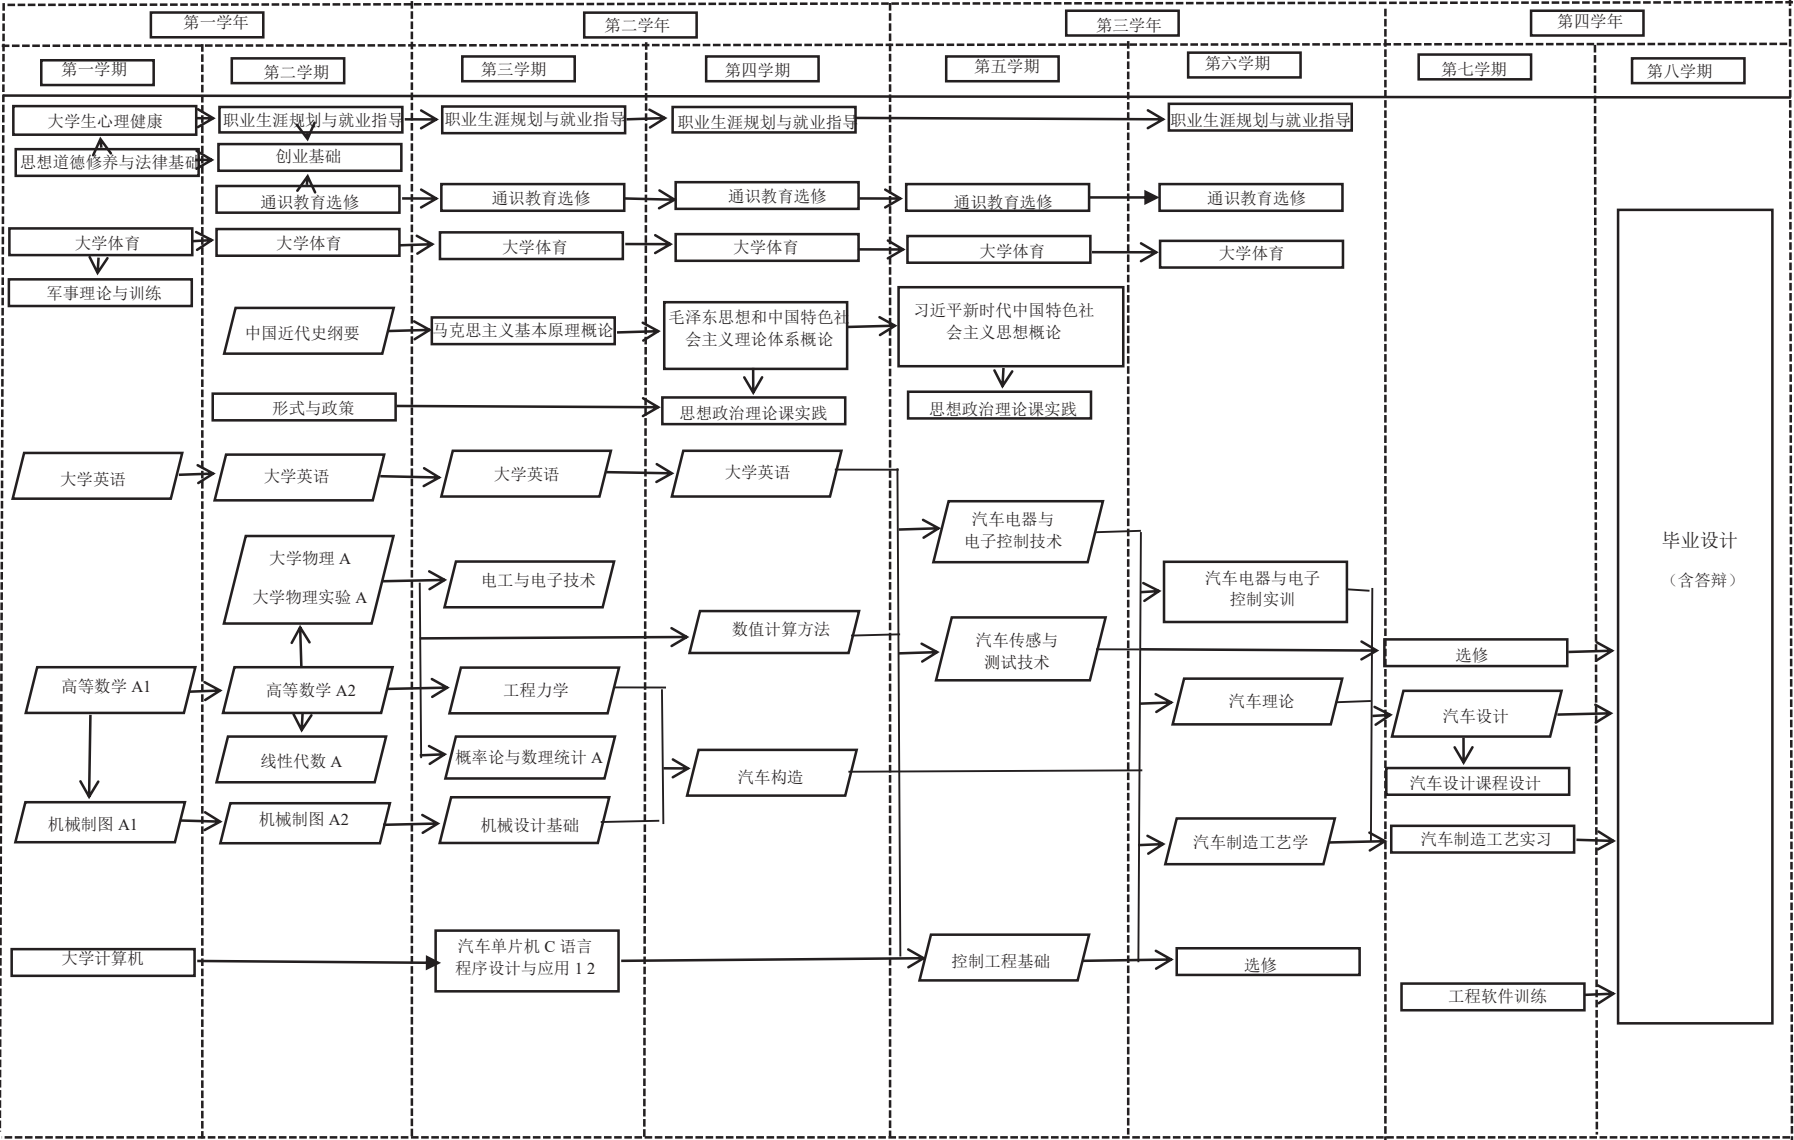 第一学年
第二学年
第三学年
第四学年
第一学期
第二学期
第三学期
第四学期
第五学期
第六学期
第七学期
第八学期
大学生心理健康
职业生涯规划与就业指导
职业生涯规划与就业指导
职业生涯规划与就业指导
职业生涯规划与就业指导
思想道德修养与法律基础
创业基础
通识教育选修
通识教育选修
通识教育选修
通识教育选修
通识教育选修
大学体育
大学体育
大学体育
大学体育
大学体育
大学体育
军事理论与训练
中国近代史纲要
马克思主义基本原理概论
毛泽东思想和中国特色社
会主义理论体系概论
习近平新时代中国特色社
会主义思想概论
形式与政策
思想政治理论课实践
思想政治理论课实践
大学英语
大学英语
大学英语
大学英语
汽车电器与
电子控制技术
大学物理 A
大学物理实验 A
电工与电子技术
汽车电器与电子
控制实训
数值计算方法
汽车传感与
测试技术
选修
高等数学 A1
高等数学 A2
工程力学
汽车理论
汽车设计
线性代数 A
概率论与数理统计 A
汽车构造
汽车设计课程设计
机械制图 A1
机械制图 A2
机械设计基础
汽车制造工艺学
汽车制造工艺实习
大学计算机
汽车单片机 C 语言
程序设计与应用 1 2
控制工程基础
选修
工程软件训练
毕业设计
（含答辩）